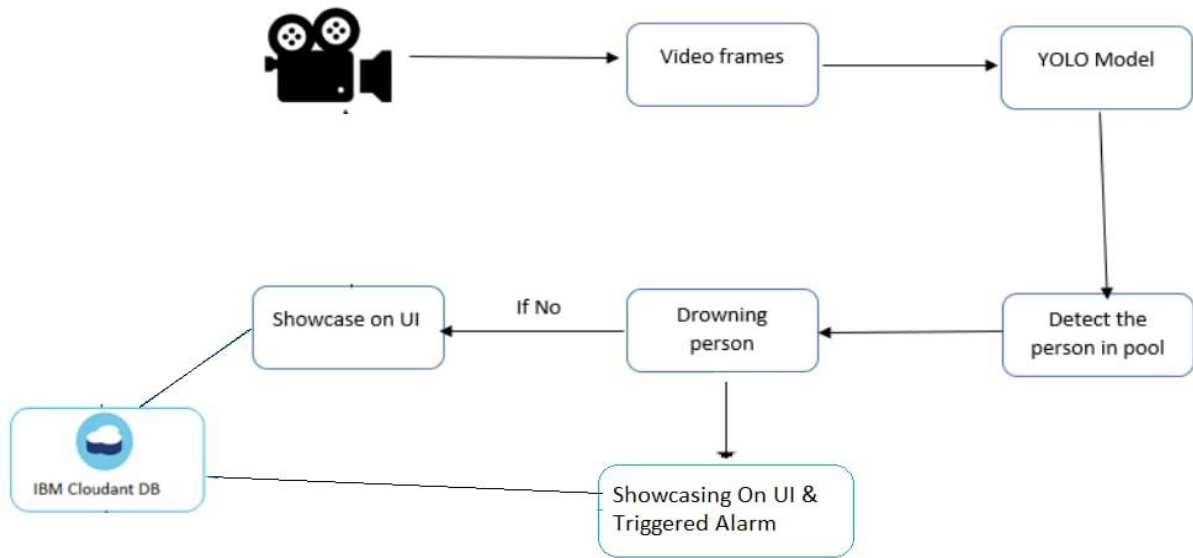 Video frames
YOLO Model
Showcase on UI
If No
Drowning
person
Detect the
person in pool
IBM Cloudant DB
Showcasing On UI &
Triggered Alarm